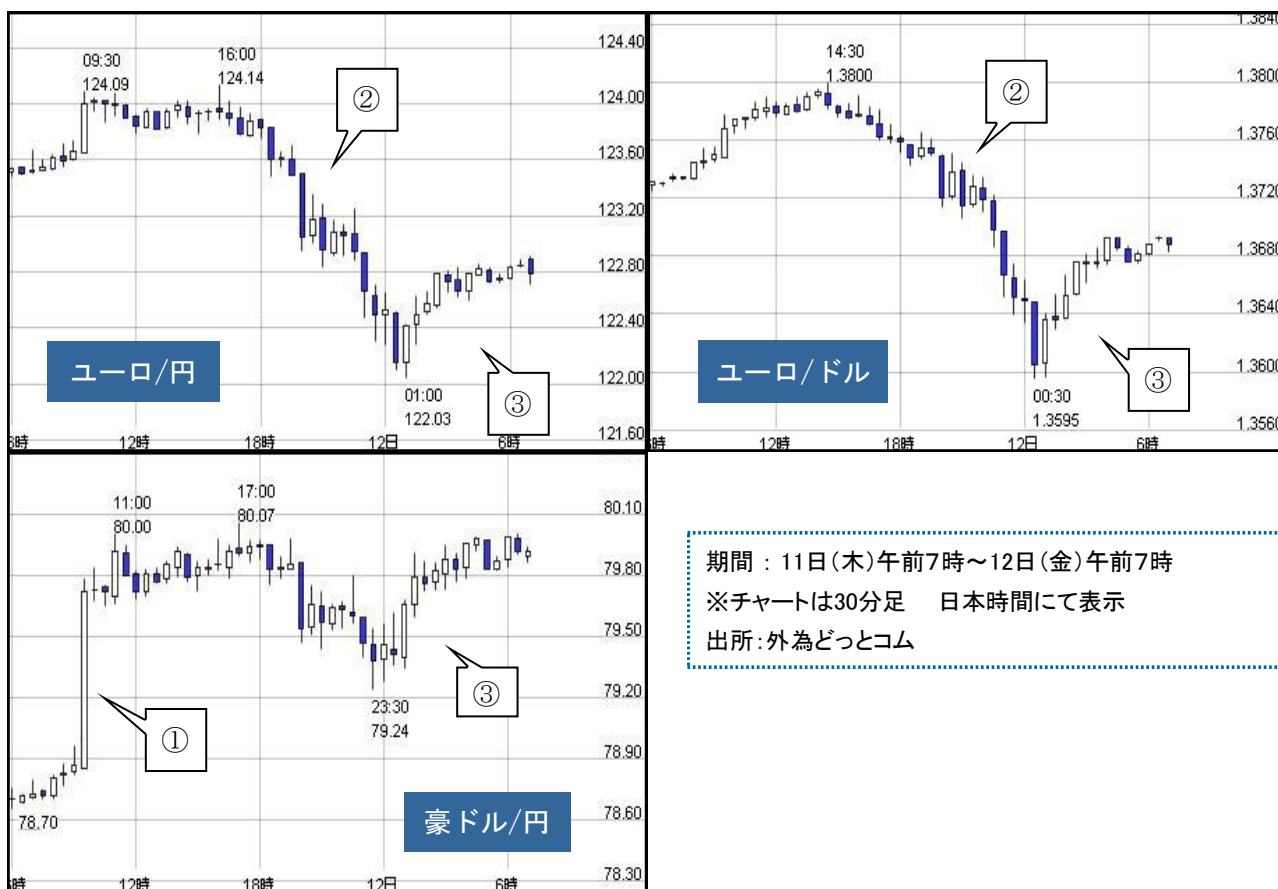 124.40
124.00
123.60
123.20
122.80
122.40
122.00
121.60
09:30
124.09
16:00
124.14
②
ユーロ/円
③
01:00
122.03
6時
12時
18時
12日
6時
1.3840
1.3800
1.3760
1.3720
1.3680
1.3640
1.3600
1.3560
14:30
1.3800
②
ユーロ/ドル
③
00:30
1.3595
6時
12時
18時
12日
6時
80.10
79.80
79.50
79.20
78.90
78.60
78.30
11:00
80.00
17:00
80.07
①
③
23:30
79.24
78.70
豪ドル/円
6時
12時
18時
12日
6時
期間：11日(木)午前7時～12日(金)午前7時
※チャートは30分足　日本時間にて表示
出所：外為どっとコム